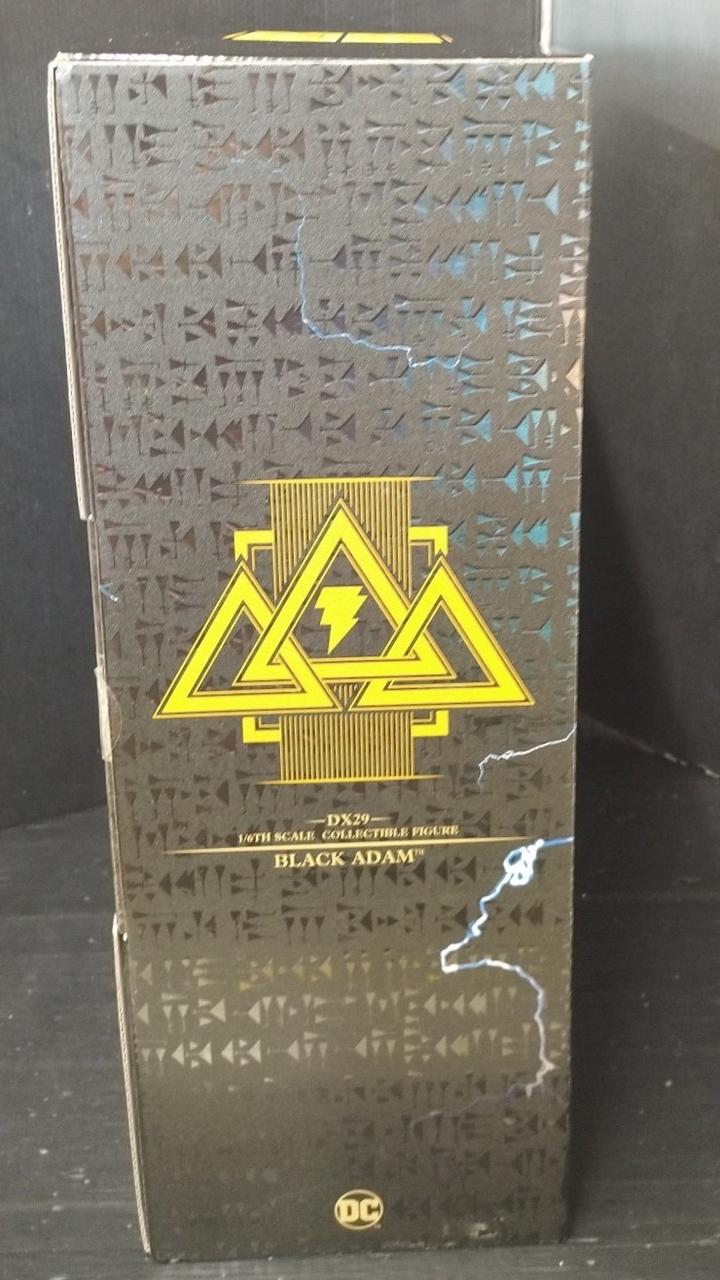 —DX29—
1/6TH SCALE COLLECTIBLE FIGURE
BLACK ADAM™
DC